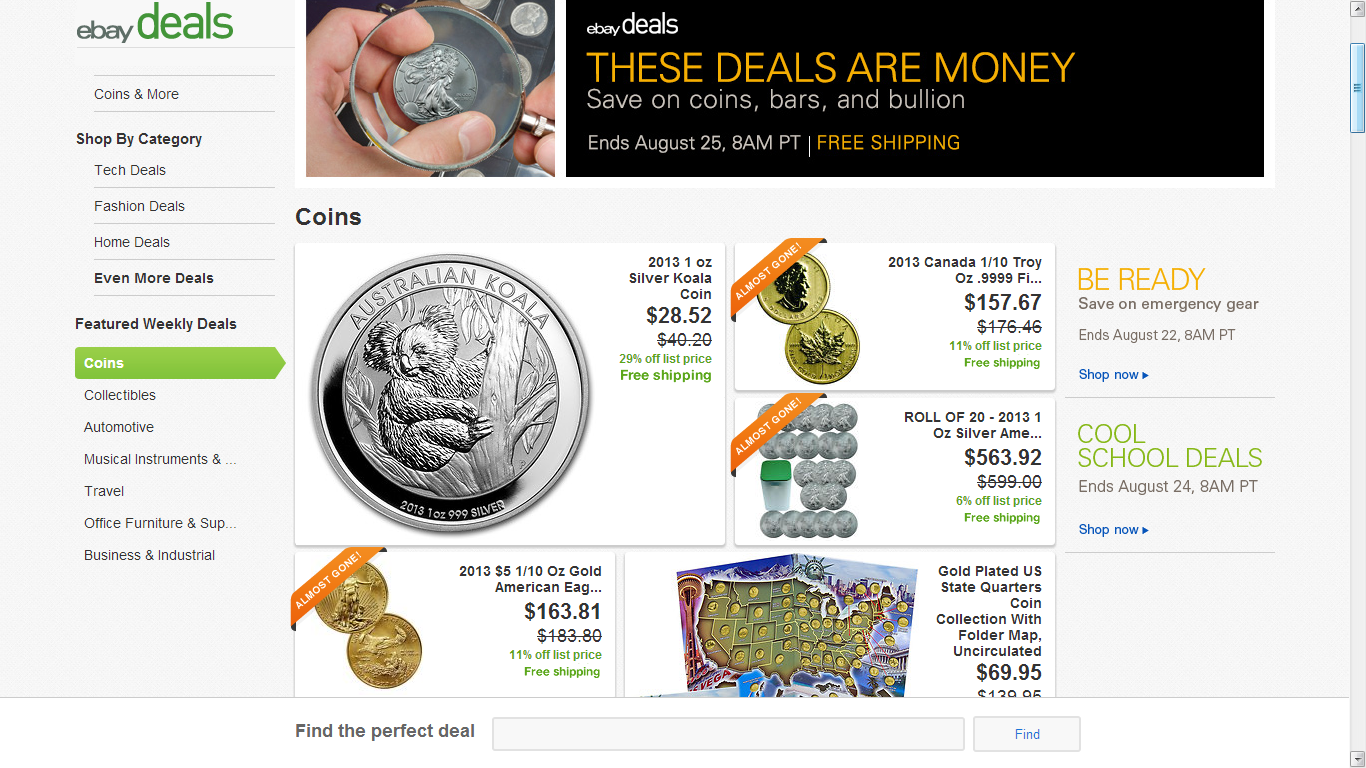 ebay deals
Coins & More
Shop By Category
Tech Deals
Fashion Deals
Home Deals
Even More Deals
Featured Weekly Deals
Coins
Collectibles
Automotive
Musical Instruments & ...
Travel
Office Furniture & Sup...
Business & Industrial
ebay deals
THESE DEALS ARE MONEY
Save on coins, bars, and bullion
Ends August 25, 8AM PT | FREE SHIPPING
Coins
AUSTRALIAN KOALA
2013 1oz 999 SILVER
2013 1 oz
Silver Koala
Coin
$28.52
$40.20
29% off list price
Free shipping
ALMOST GONE!
2013 Canada 1/10 Troy
Oz .9999 Fi...
$157.67
$176.46
11% off list price
Free shipping
ALMOST GONE!
ROLL OF 20 - 2013 1
Oz Silver Ame...
$563.92
$599.00
6% off list price
Free shipping
ALMOST GONE!
2013 $5 1/10 Oz Gold
American Eag...
$163.81
$183.80
11% off list price
Free shipping
VEGA
Gold Plated US
State Quarters
Coin
Collection With
Folder Map,
Uncirculated
$69.95
$139.95
BE READY
Save on emergency gear
Ends August 22, 8AM PT
Shop now
COOL
SCHOOL DEALS
Ends August 24, 8AM PT
Shop now
Find the perfect deal
Find